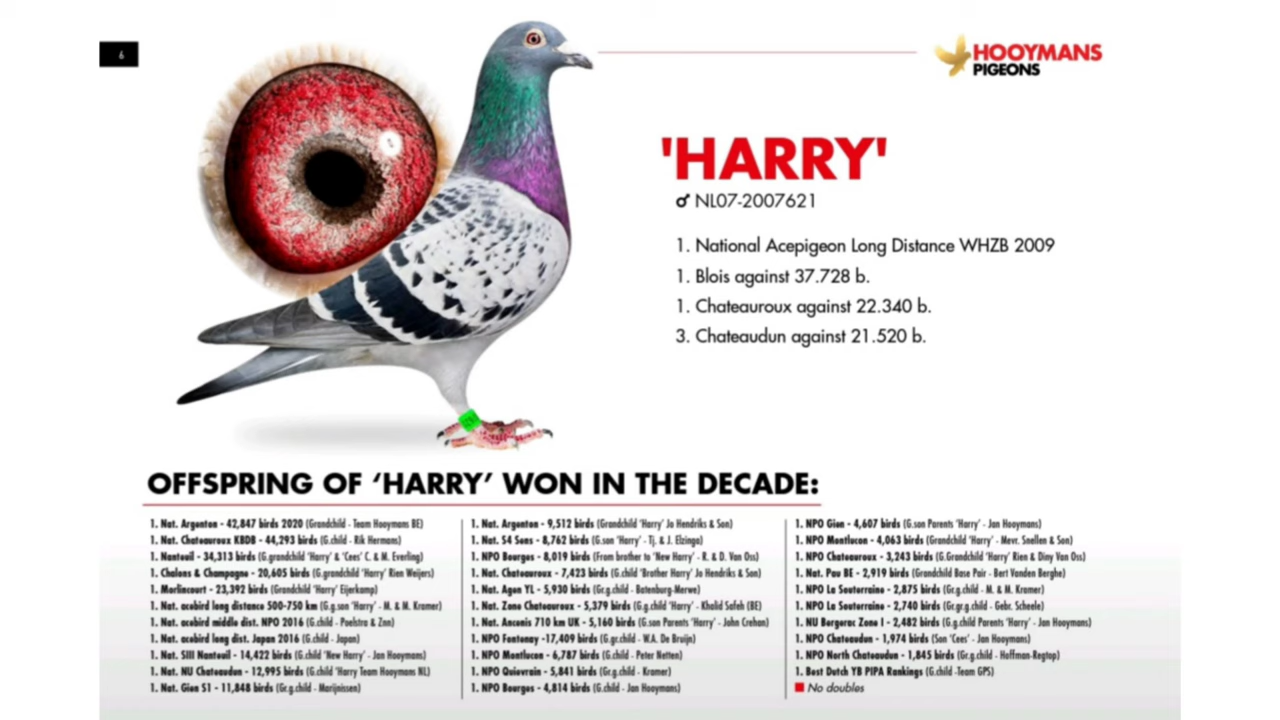 6
HOOYMANS
PIGEONS
'HARRY'
♂ NL07-2007621
1. National Acepigeon Long Distance WHZB 2009
1. Blois against 37.728 b.
1. Chateauroux against 22.340 b.
3. Chateaudun against 21.520 b.
OFFSPRING OF ‘HARRY’ WON IN THE DECADE:
1. Nat. Argenton - 42,847 birds 2020 (Grandchild - Team Hooymans BE)
1. Nat. Chateauroux KBDB - 44,293 birds (G.child - Rik Hermans)
1. Nanteuil - 34,313 birds (G.grandchild ‘Harry’ & ‘Cees’ C. & M. Everling)
1. Chalons & Champagne - 20,605 birds (G.grandchild ‘Harry’ Rien Weijers)
1. Morlincourt - 23,392 birds (Grandchild ‘Harry’ Eijerkamp)
1. Nat. acebird long distance 500-750 km (G.g.son ‘Harry’ - M. & M. Kramer)
1. Nat. acebird middle dist. NPO 2016 (G.child - Poelstra & Znn)
1. Nat. acebird long dist. Japan 2016 (G.child - Japan)
1. Nat. SIII Nanteuil - 14,422 birds (G.child ‘New Harry’ - Jan Hooymans)
1. Nat. NU Chateaudun - 12,995 birds (G.child ‘Harry Team Hooymans NL)
1. Nat. Gien S1 - 11,848 birds (Gr.g.child - Marijnissen)
1. Nat. Argenton - 9,512 birds (Grandchild ‘Harry’ Jo Hendriks & Son)
1. Nat. S4 Sens - 8,762 birds (G.son ‘Harry’ - Tj. & J. Elzinga)
1. NPO Bourges - 8,019 birds (From brother to ‘New Harry’ - R. & D. Van Oss)
1. Nat. Chateauroux - 7,423 birds (G.child ‘Brother Harry’ Jo Hendriks & Son)
1. Nat. Agen YL - 5,930 birds (Gr.g.child - Batenburg-Merwe)
1. Nat. Zone Chateauroux - 5,379 birds (G.g.child ‘Harry’ - Khalid Safeh (BE)
1. Nat. Ancenis 710 km UK - 5,160 birds (G.son Parents ‘Harry’ - John Crehan)
1. NPO Fontenay -17,409 birds (G.gr.child - W.A. De Bruijn)
1. NPO Montlucon - 6,787 birds (G.child - Peter Netten)
1. NPO Quievrain - 5,841 birds (Gr.g.child - Kramer)
1. NPO Bourges - 4,814 birds (G.child - Jan Hooymans)
1. NPO Gien - 4,607 birds (G.son Parents ‘Harry’ - Jan Hooymans)
1. NPO Montlucon - 4,063 birds (Grandchild ‘Harry’ - Mevr. Snellen & Son)
1. NPO Chateauroux - 3,243 birds (G.Grandchild ‘Harry’ Rien & Diny Van Oss)
1. Nat. Pau BE - 2,919 birds (Grandchild Base Pair - Bert Vanden Berghe)
1. NPO La Souterraine - 2,875 birds (Gr.g.child - M. & M. Kramer)
1. NPO La Souterraine - 2,740 birds (Gr.gr.g.child - Gebr. Scheele)
1. NU Bergerac Zone I - 2,482 birds (G.g.child Parents ‘Harry’ - Jan Hooymans)
1. NPO Chateaudun - 1,974 birds (Son ‘Cees’ - Jan Hooymans)
1. NPO North Chateaudun - 1,845 birds (Gr.g.child - Hoffman-Regtop)
1. Best Dutch YB PIPA Rankings (G.child -Team GPS)
No doubles